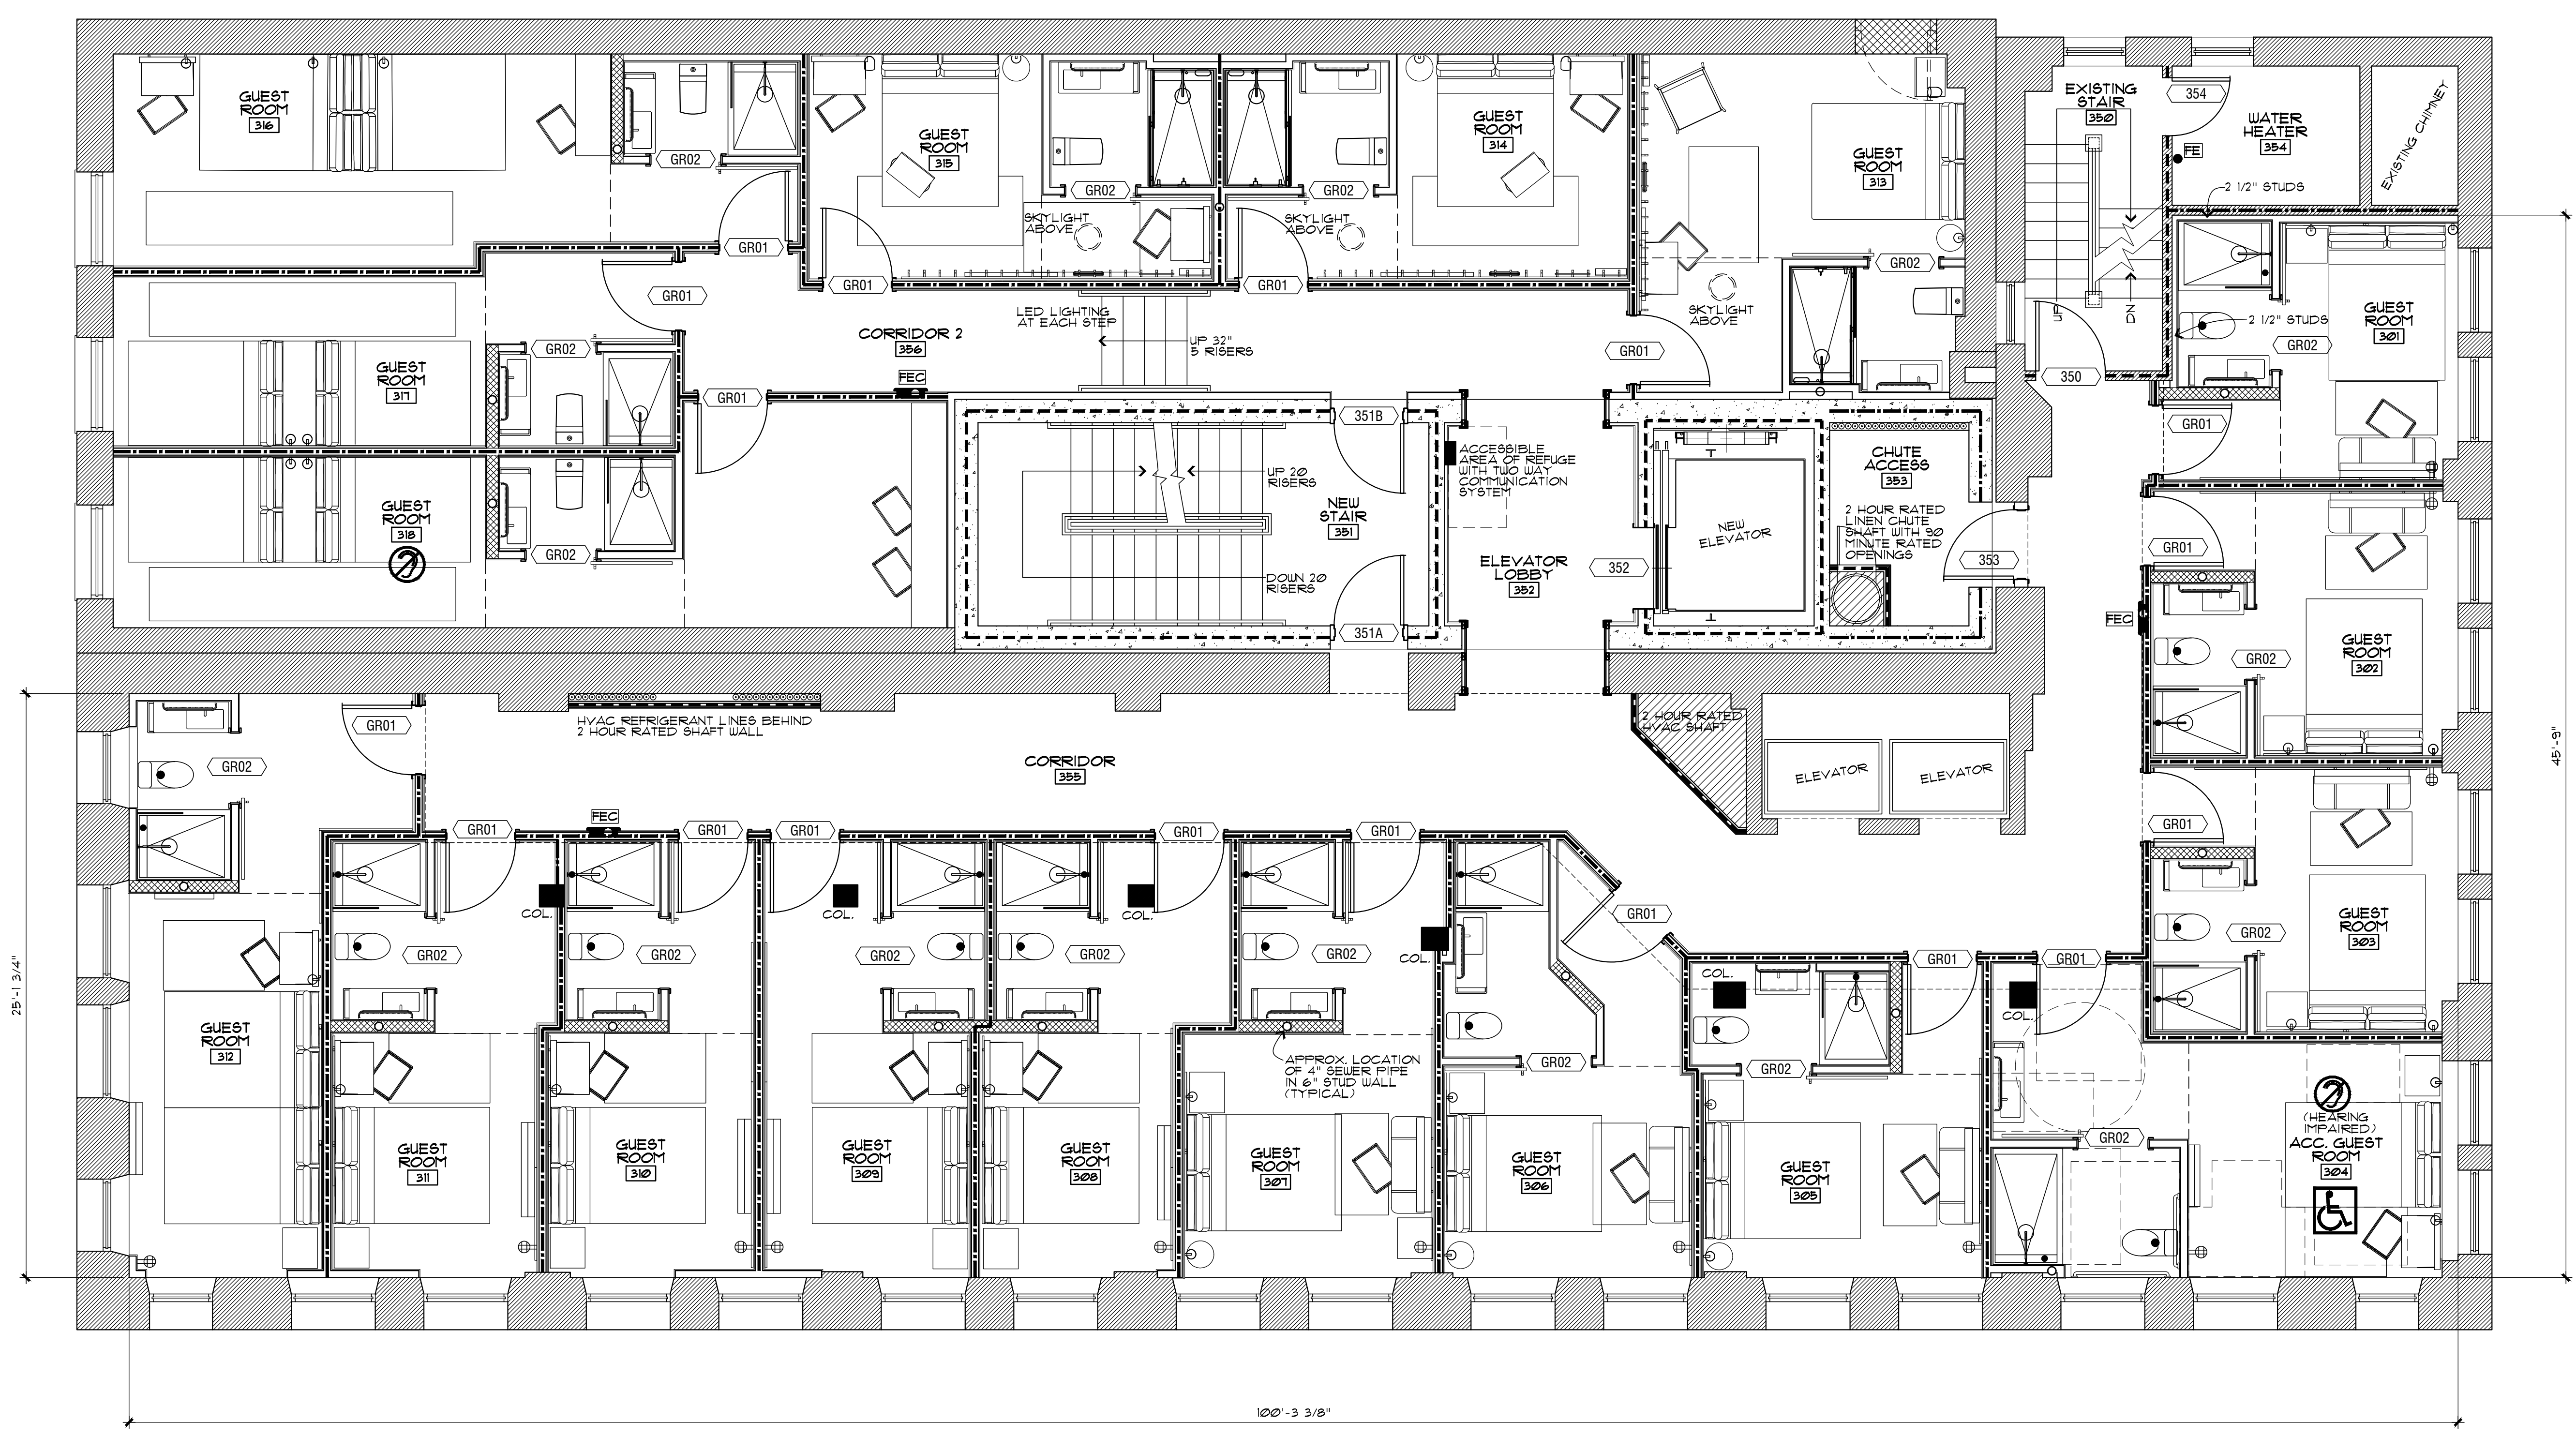 GUEST
ROOM
316
GR02
GR01
GUEST
ROOM
315
GR02
SKYLIGHT
ABOVE
GR01
GUEST
ROOM
314
GR02
SKYLIGHT
ABOVE
GR01
GUEST
ROOM
313
GR02
SKYLIGHT
ABOVE
GR01
EXISTING
STAIR
350
UP
DN
350
354
WATER
HEATER
354
FE
EXISTING CHIMNEY
2 1/2" STUDS
2 1/2" STUDS
GUEST
ROOM
301
GR02
GR01
GUEST
ROOM
317
GR02
GR01
LED LIGHTING
AT EACH STEP
CORRIDOR 2
356
UP 32"
5 RISERS
FEC
GR01
GUEST
ROOM
318
GR02
351B
UP 20
RISERS
NEW
STAIR
351
DOWN 20
RISERS
351A
ACCESSIBLE
AREA OF REFUGE
WITH TWO WAY
COMMUNICATION
SYSTEM
ELEVATOR
LOBBY
352
352
NEW
ELEVATOR
CHUTE
ACCESS
353
2 HOUR RATED
LINEN CHUTE
SHAFT WITH 90
MINUTE RATED
OPENINGS
353
GR01
FEC
GUEST
ROOM
302
GR02
45'-9"
GR01
GR02
HVAC REFRIGERANT LINES BEHIND
2 HOUR RATED SHAFT WALL
CORRIDOR
355
2 HOUR RATED
HVAC SHAFT
ELEVATOR
ELEVATOR
GR01
GUEST
ROOM
303
GR02
GR01
FEC
GR01
GR01
GR01
GR01
GR01
GR01
GR01
COL.
COL.
COL.
COL.
COL.
COL.
GR02
GR02
GR02
GR02
GR02
GR02
GR02
GR02
25'-1 3/4"
GUEST
ROOM
312
GUEST
ROOM
311
GUEST
ROOM
310
GUEST
ROOM
309
GUEST
ROOM
308
APPROX. LOCATION
OF 4" SEWER PIPE
IN 6" STUD WALL
(TYPICAL)
GUEST
ROOM
307
GUEST
ROOM
306
GUEST
ROOM
305
(HEARING
IMPAIRED)
ACC. GUEST
ROOM
304
100'-3 3/8"